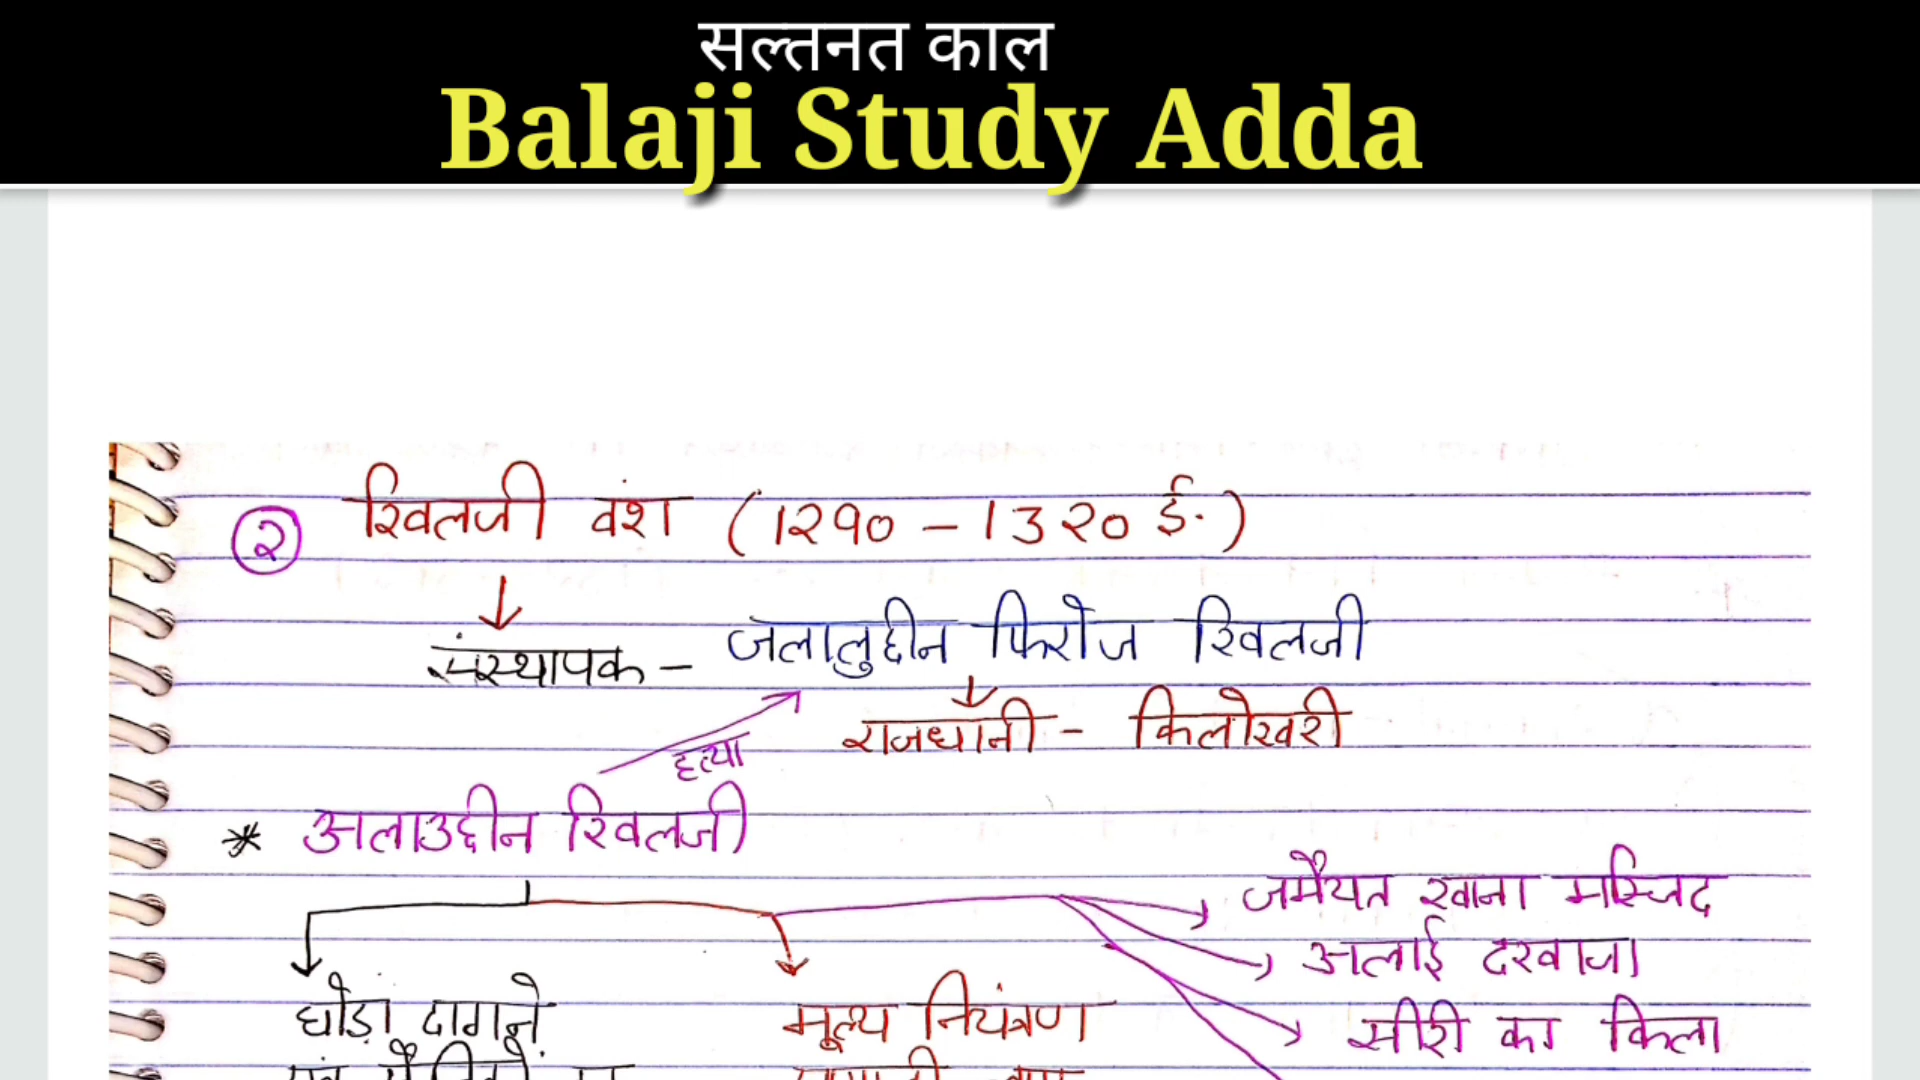 सल्तनत काल
Balaji Study Adda
② खिलजी वंश (1290 – 1320 ई.)
संस्थापक – जलालुद्दीन फिरोज खिलजी
राजधानी – किलोखरी
हत्या
* अलाउद्दीन खिलजी
जमैयत खाना मस्जिद
अलाई दरवाजा
घोड़ा दागने मूल्य नियंत्रण सीरी का किला